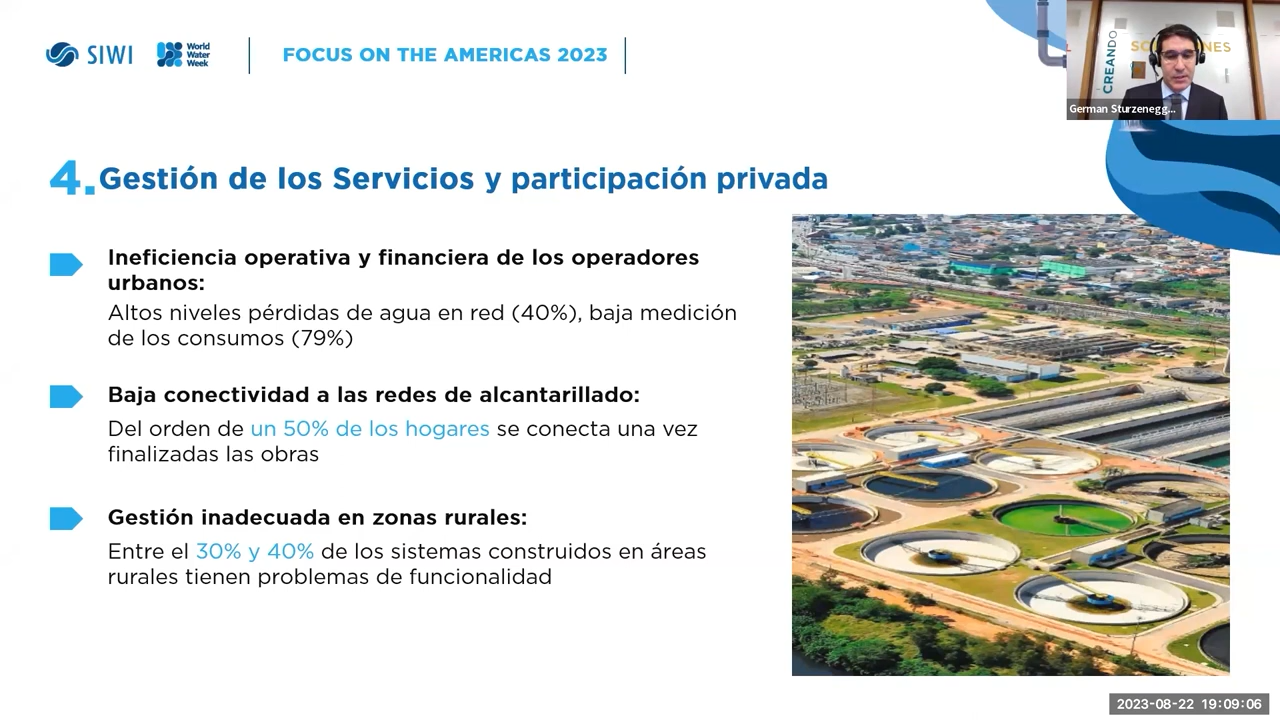 SIWI
World
Water
Week
FOCUS ON THE AMERICAS 2023
CREANDO
German Sturzenegg...
4. Gestión de los Servicios y participación privada
Ineficiencia operativa y financiera de los operadores
urbanos:
Altos niveles pérdidas de agua en red (40%), baja medición
de los consumos (79%)
Baja conectividad a las redes de alcantarillado:
Del orden de un 50% de los hogares se conecta una vez
finalizadas las obras
Gestión inadecuada en zonas rurales:
Entre el 30% y 40% de los sistemas construidos en áreas
rurales tienen problemas de funcionalidad
2023-08-22 19:09:06